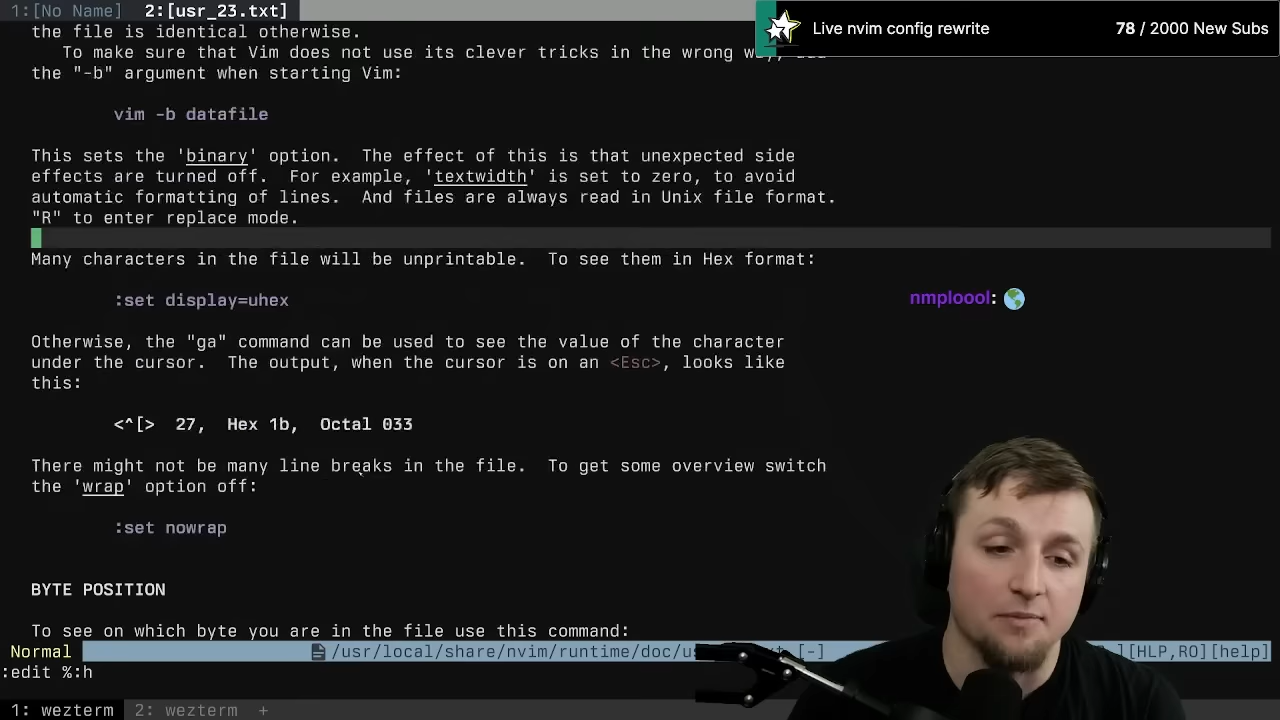 1:[No Name]  2:[usr_23.txt]
Live nvim config rewrite  78 / 2000 New Subs
the file is identical otherwise.
To make sure that Vim does not use its clever tricks in the wrong
the "-b" argument when starting Vim:
vim -b datafile
This sets the 'binary' option.  The effect of this is that unexpected side
effects are turned off.  For example, 'textwidth' is set to zero, to avoid
automatic formatting of lines.  And files are always read in Unix file format.
"R" to enter replace mode.
Many characters in the file will be unprintable.  To see them in Hex format:
:set display=uhex
nmploool:
Otherwise, the "ga" command can be used to see the value of the character
under the cursor.  The output, when the cursor is on an <Esc>, looks like
this:
<^[>  27,  Hex 1b,  Octal 033
There might not be many line breaks in the file.  To get some overview switch
the 'wrap' option off:
:set nowrap
BYTE POSITION
To see on which byte you are in the file use this command:
Normal  /usr/local/share/nvim/runtime/doc/  [-]  ][HLP,RO][help]
:edit %:h
1: wezterm  2: wezterm  +